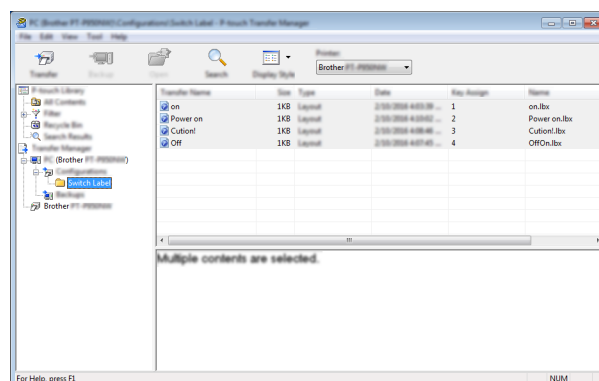 PC (Brother PT-P850NW) Configurations\Switch Label - P-touch Transfer Manager
File Edit View Tool Help
Printer:
Brother
Transfer Backup Open Search Display Style
Transfer Name Size Type Date Key Assign Name
on 1KB Layout 1 on.lbx
Power on 1KB Layout 2 Power on.lbx
Cution! 1KB Layout 3 Cution!.lbx
Off 1KB Layout 4 OffOn.lbx
P-touch Library
All Contents
Filter
Recycle Bin
Search Results
Transfer Manager
PC (Brother
Configurations
Switch Label
Backups
Brother
Multiple contents are selected.
For Help, press F1
NUM